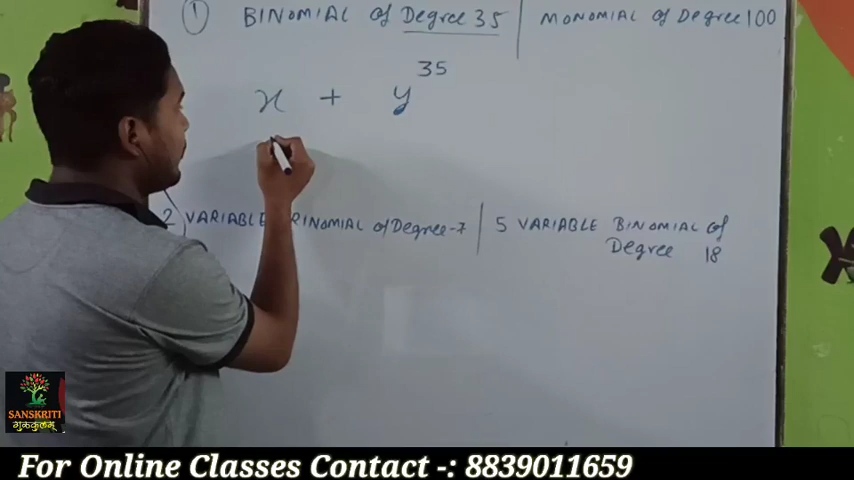 1 BINOMIAL of Degree 35 | MONOMIAL of Degree 100
x + y³⁵
2 VARIABLE BINOMIAL of Degree-7 | 5 VARIABLE BINOMIAL of
Degree 18
SANSKRITI
गुरुकुलम्
For Online Classes Contact -: 8839011659